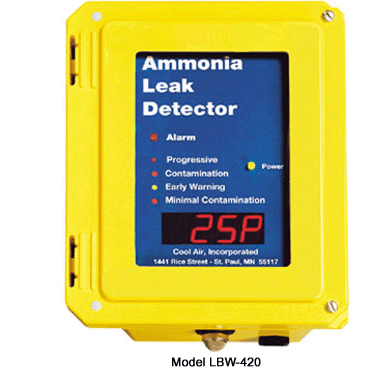 Ammonia
Leak
Detector
Alarm
Progressive
Power
Contamination
Early Warning
Minimal Contamination
25P
Cool Air, Incorporated
1441 Rice Street - St. Paul, MN 55117
Model LBW-420